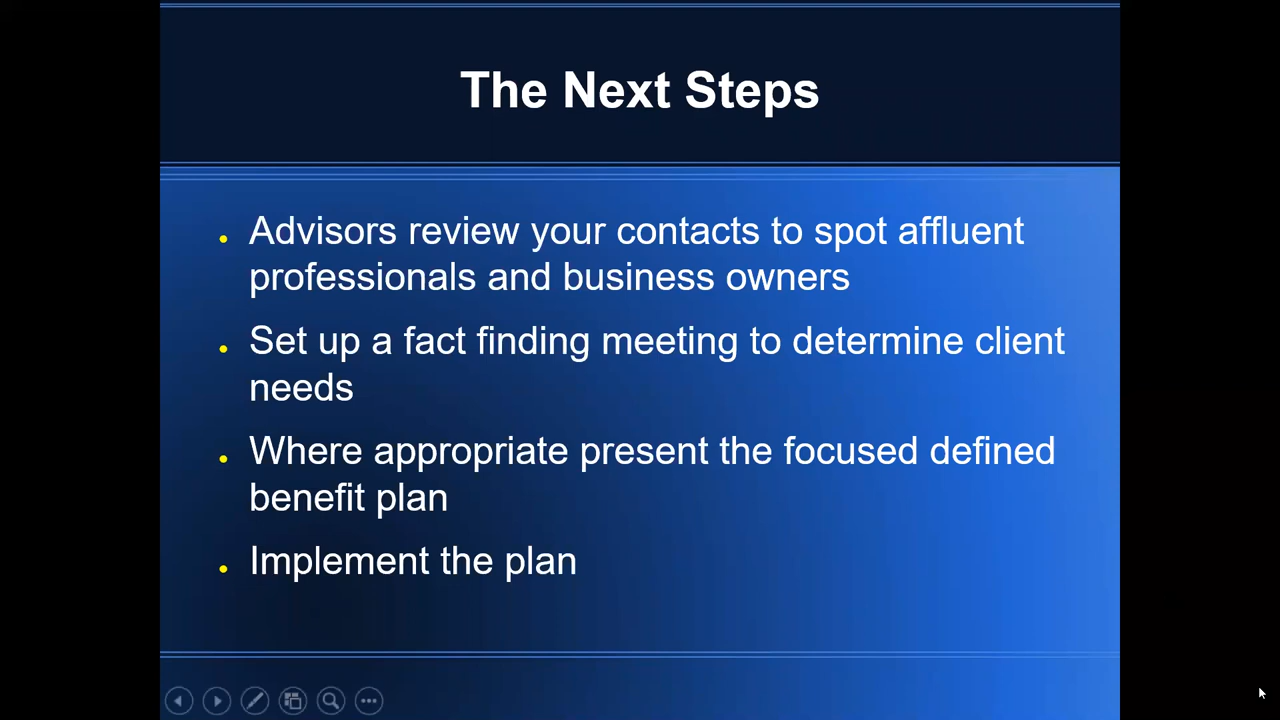 The Next Steps
Advisors review your contacts to spot affluent
professionals and business owners
Set up a fact finding meeting to determine client
needs
Where appropriate present the focused defined
benefit plan
Implement the plan